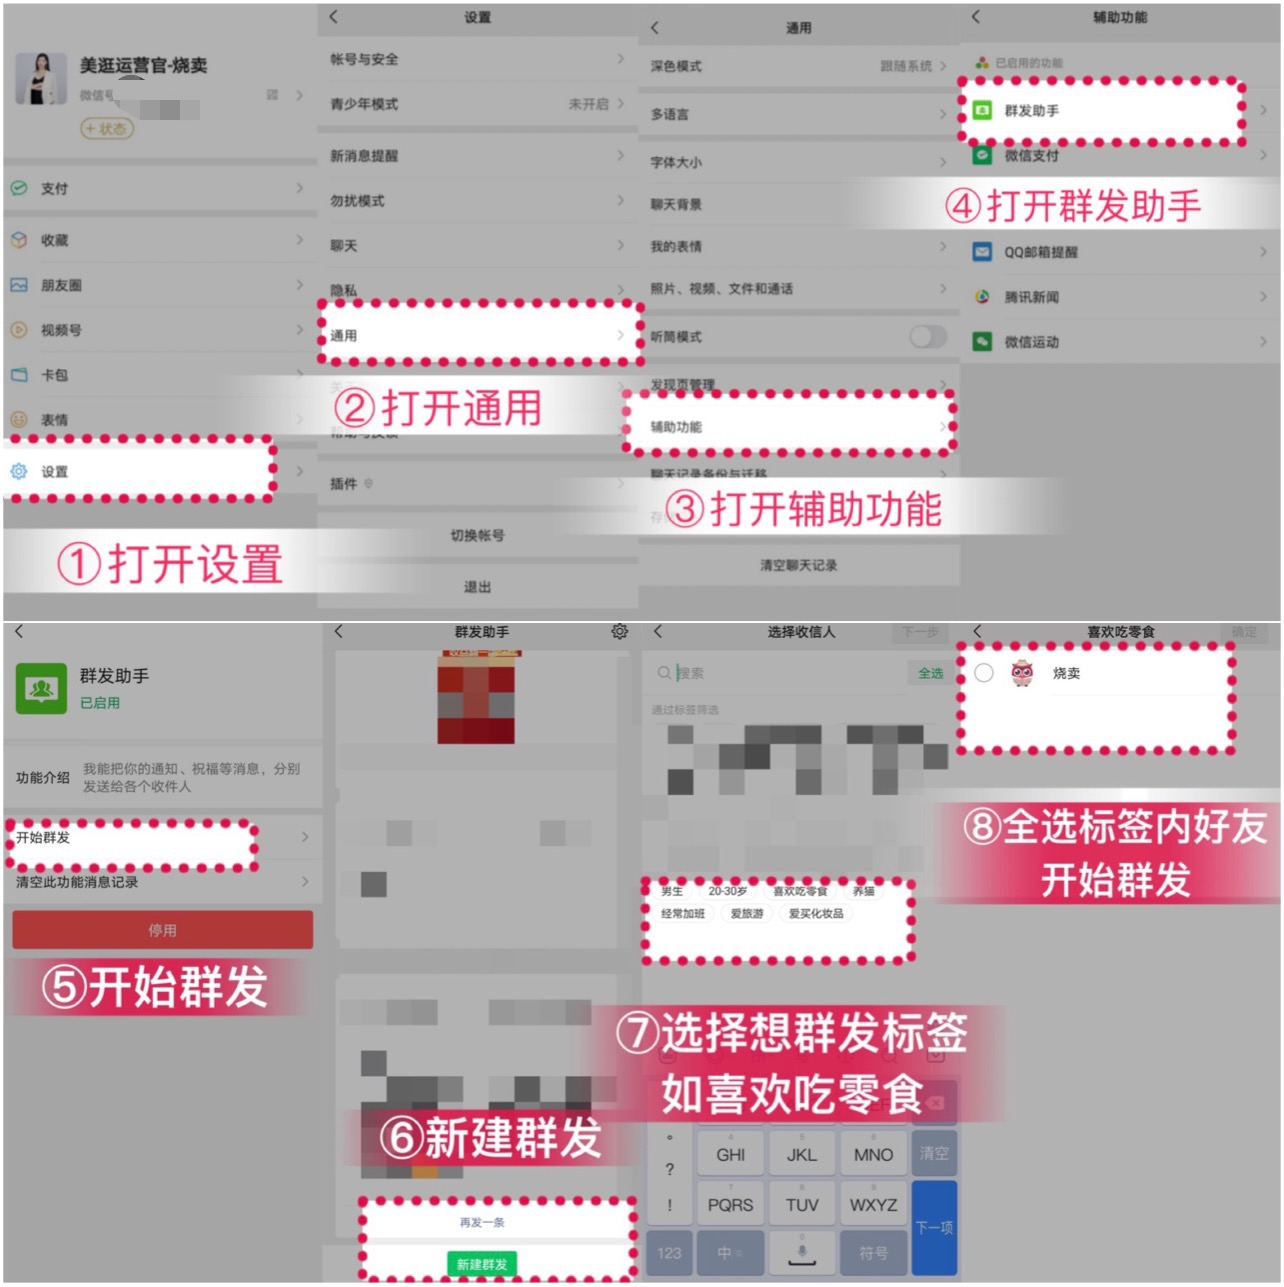 美逛运营官-烧卖
微信号
+状态
支付
收藏
朋友圈
视频号
卡包
表情
设置
①打开设置
设置
帐号与安全
青少年模式
未开启
新消息提醒
勿扰模式
聊天
隐私
通用
②打开通用
插件
切换帐号
退出
通用
深色模式
跟随系统
多语言
字体大小
聊天背景
我的表情
照片、视频、文件和通话
听筒模式
发现页管理
辅助功能
聊天记录备份与迁移
③打开辅助功能
清空聊天记录
辅助功能
已启用的功能
群发助手
微信支付
④打开群发助手
QQ邮箱提醒
腾讯新闻
微信运动
群发助手
已启用
功能介绍
我能把你的通知、祝福等消息，分别
发送给各个收件人
开始群发
清空此功能消息记录
停用
⑤开始群发
群发助手
⑥新建群发
再发一条
新建群发
选择收信人
下一步
搜索
全选
通过标签筛选
男生
20-30岁
喜欢吃零食
养猫
经常加班
爱旅游
爱买化妆品
⑦选择想群发标签
如喜欢吃零食
GHI
JKL
MNO
清空
?
PQRS
TUV
WXYZ
!
下一项
123
中
符号
喜欢吃零食
确定
烧卖
⑧全选标签内好友
开始群发